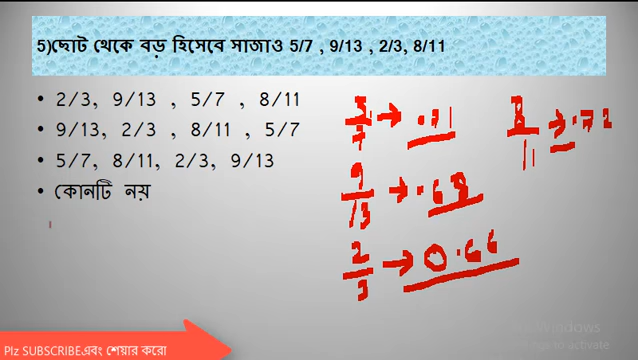 5)ছোট থেকে বড় হিসেবে সাজাও 5/7 , 9/13 , 2/3, 8/11
• 2/3, 9/13 , 5/7 , 8/11
• 9/13, 2/3 , 8/11 , 5/7
• 5/7, 8/11, 2/3, 9/13
• কোনটি নয়
5/7 → .71
8/11 → .72
9/13 → .68
2/3 → 0.66
Plz SUBSCRIBEএবং শেয়ার করো